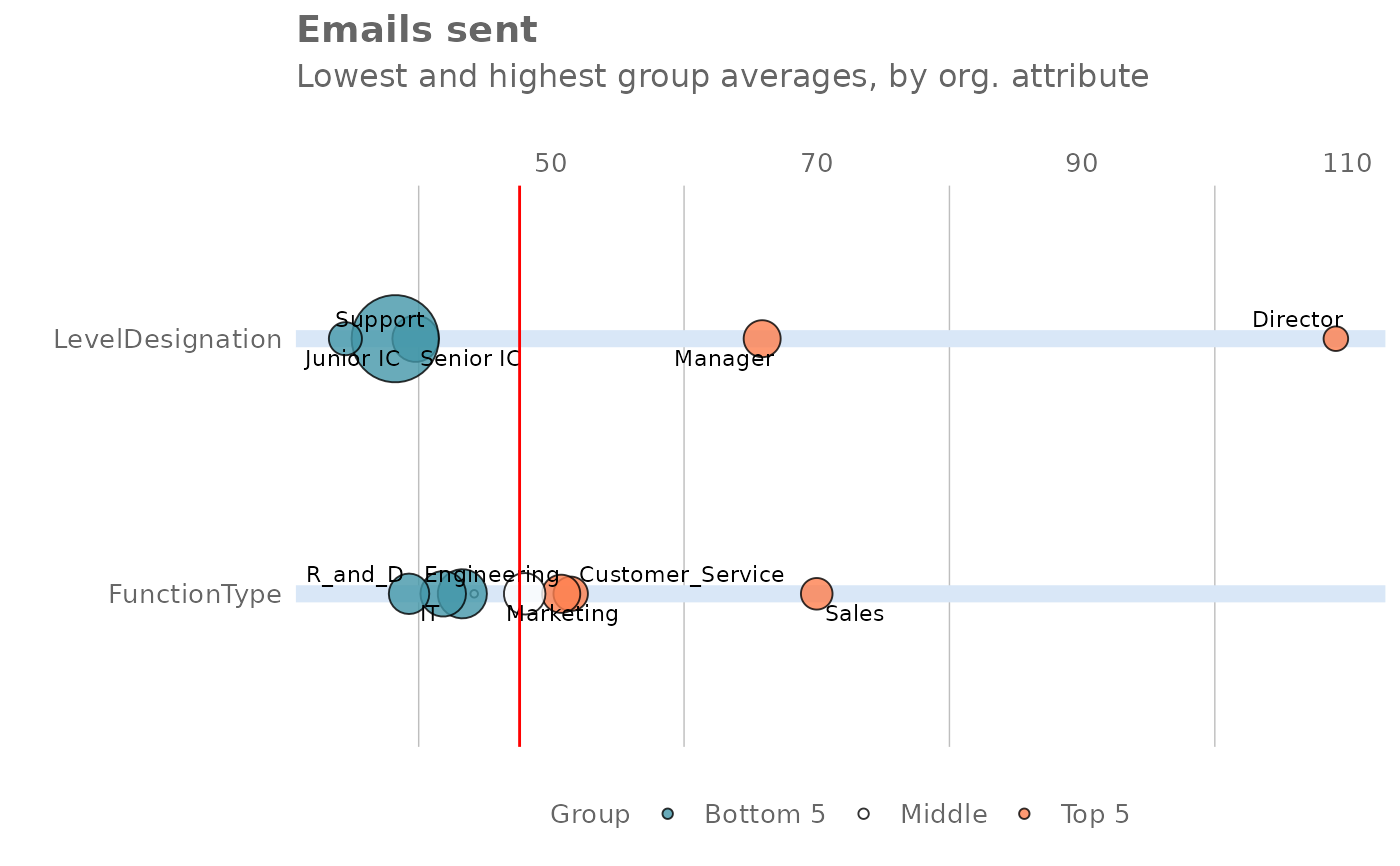 Emails sent
Lowest and highest group averages, by org. attribute
50 70 90 110
Support
Director
LevelDesignation
Junior IC Senior IC Manager
R_and_D Engineering Customer_Service
FunctionType
IT Marketing Sales
Group Bottom 5 Middle Top 5